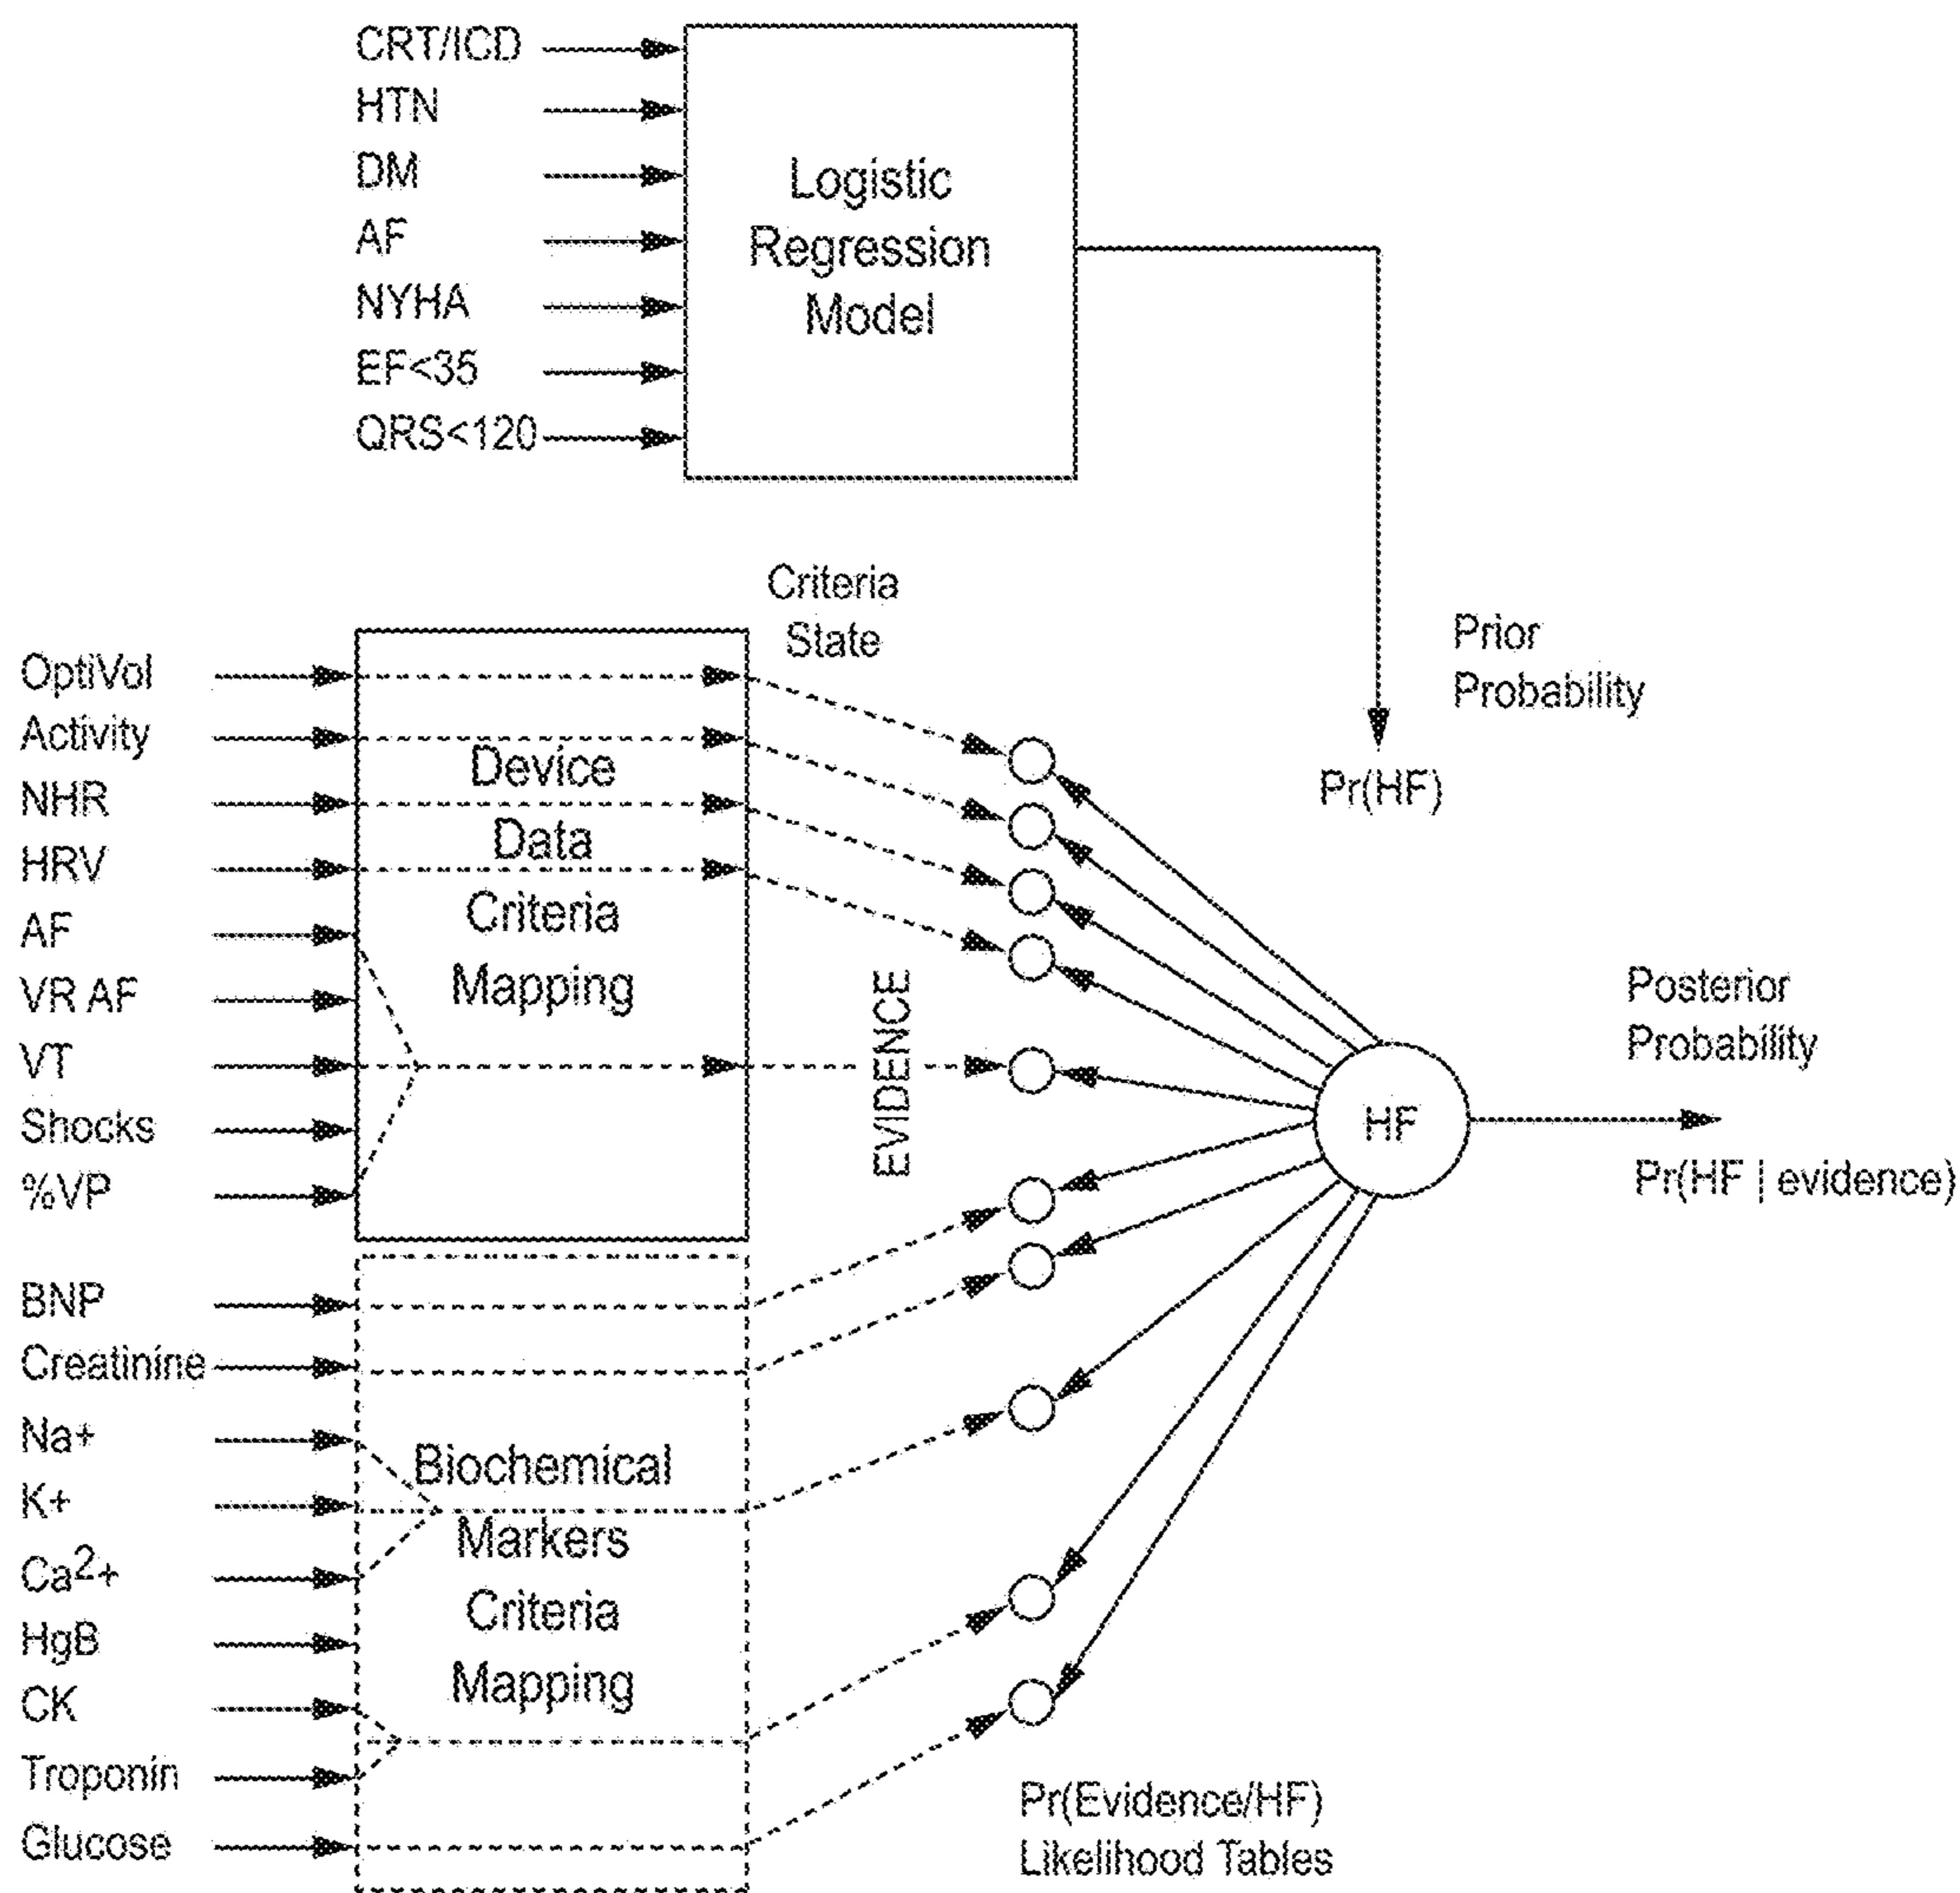 CRT/ICD
HTN
DM
AF
NYHA
EF<35
QRS<120
Logistic
Regression
Model
Prior
Probability
Pr(HF)
Criteria
State
OptiVol
Activity
NHR
HRV
AF
VR AF
VT
Shocks
%VP
Device
Data
Criteria
Mapping
EVIDENCE
HF
Posterior
Probability
Pr(HF | evidence)
BNP
Creatinine
Na+
K+
Ca2+
HgB
CK
Troponin
Glucose
Biochemical
Markers
Criteria
Mapping
Pr(Evidence/HF)
Likelihood Tables